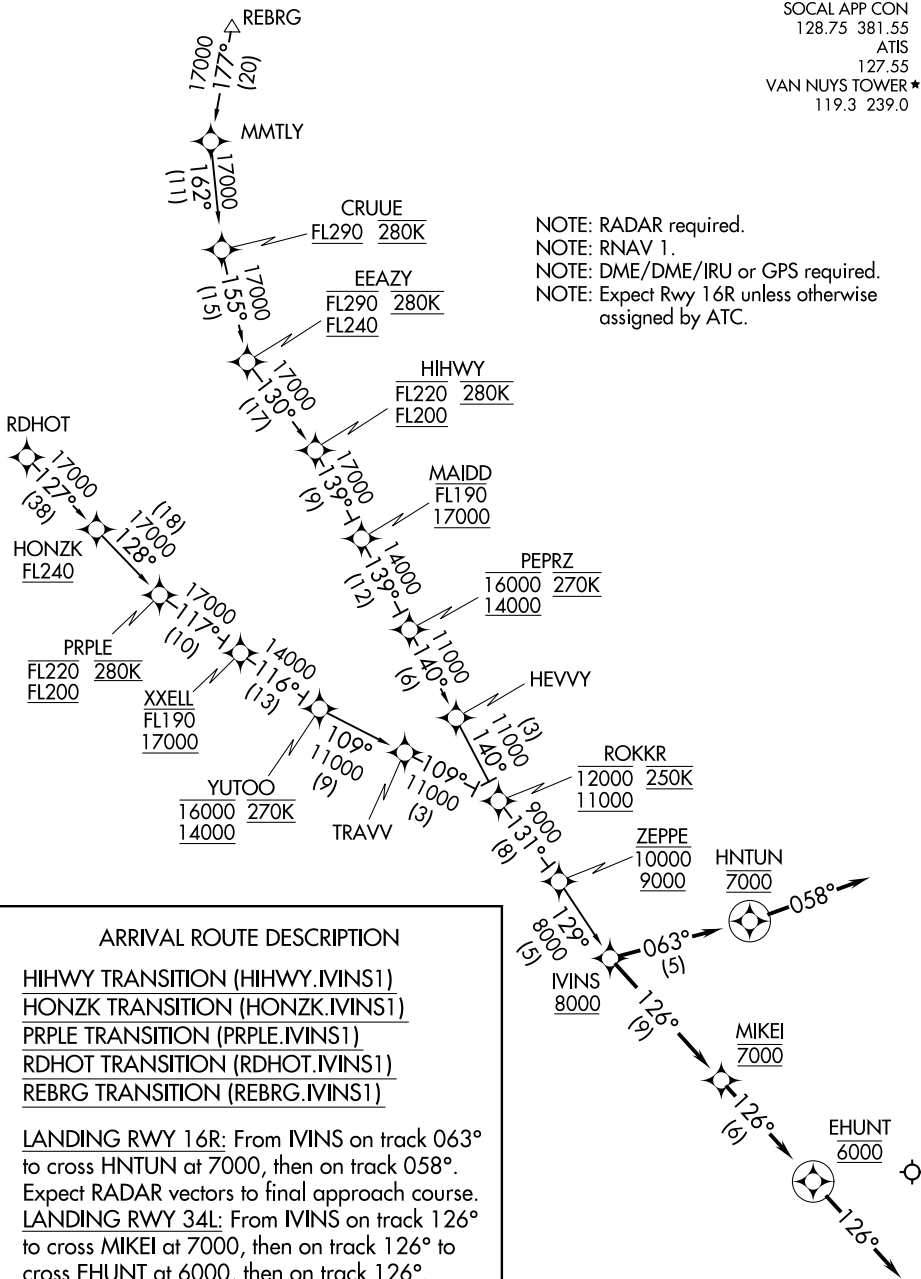 SOCAL APP CON
128.75 381.55
ATIS
127.55
VAN NUYS TOWER★
119.3 239.0
REBRG
17000
177°
(20)
MMTLY
17000
162°
(11)
CRUUE
FL290 280K
17000
155°
(15)
EEAZY
FL290 280K
FL240
NOTE: RADAR required.
NOTE: RNAV 1.
NOTE: DME/DME/IRU or GPS required.
NOTE: Expect Rwy 16R unless otherwise
assigned by ATC.
17000
130°
(17)
HIHWY
FL220 280K
FL200
17000
139°
(9)
RDHOT
17000
127°
(38)
HONZK
FL240
(18)
17000
128°
MAIDD
FL190
17000
14000
139°
(12)
PEPRZ
16000 270K
14000
11000
140°
(6)
PRPLE
FL220 280K
FL200
17000
117°
(10)
XXELL
FL190
17000
14000
116°
(13)
HEVVY
(3)
11000
140°
YUTOO
16000 270K
14000
109°
11000
(9)
TRAVV
109°
11000
(3)
ROKKR
12000 250K
11000
9000
131°
(8)
ZEPPE
10000
9000
129°
8000
(5)
HNTUN
7000
058°
063°
(5)
IVINS
8000
126°
(9)
MIKEI
7000
126°
(6)
EHUNT
6000
126°
ARRIVAL ROUTE DESCRIPTION
HIHWY TRANSITION (HIHWY.IVINS1)
HONZK TRANSITION (HONZK.IVINS1)
PRPLE TRANSITION (PRPLE.IVINS1)
RDHOT TRANSITION (RDHOT.IVINS1)
REBRG TRANSITION (REBRG.IVINS1)
LANDING RWY 16R: From IVINS on track 063°
to cross HNTUN at 7000, then on track 058°.
Expect RADAR vectors to final approach course.
LANDING RWY 34L: From IVINS on track 126°
to cross MIKEI at 7000, then on track 126° to
cross EHUNT at 6000, then on track 126°.